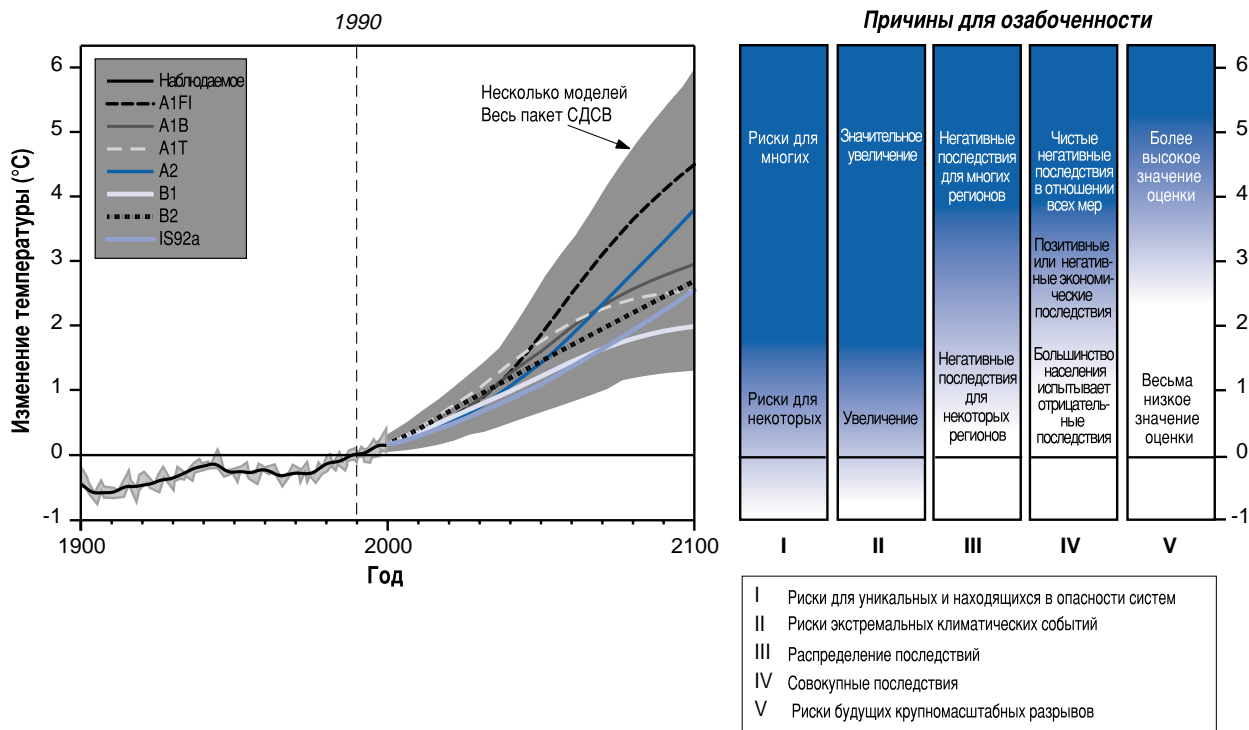 1990
Причины для озабоченности
6
5
4
3
2
1
0
-1
Изменение температуры (°C)
Наблюдаемое
A1FI
A1B
A1T
A2
B1
B2
IS92a
Несколько моделей
Весь пакет СДСВ
1900
2000
2100
Год
Риски для
многих
Риски для
некоторых
Значительное
увеличение
Увеличение
Негативные
последствия
для многих
регионов
Негативные
последствия
для
некоторых
регионов
Чистые
негативные
последствия
в отношении
всех мер
Позитивные
или негатив-
ные экономи-
ческие
последствия
Большинство
населения
испытывает
отрицатель-
ные
последствия
Более
высокое
значение
оценки
Весьма
низкое
значение
оценки
6
5
4
3
2
1
0
-1
I
II
III
IV
V
I Риски для уникальных и находящихся в опасности систем
II Риски экстремальных климатических событий
III Распределение последствий
IV Совокупные последствия
V Риски будущих крупномасштабных разрывов